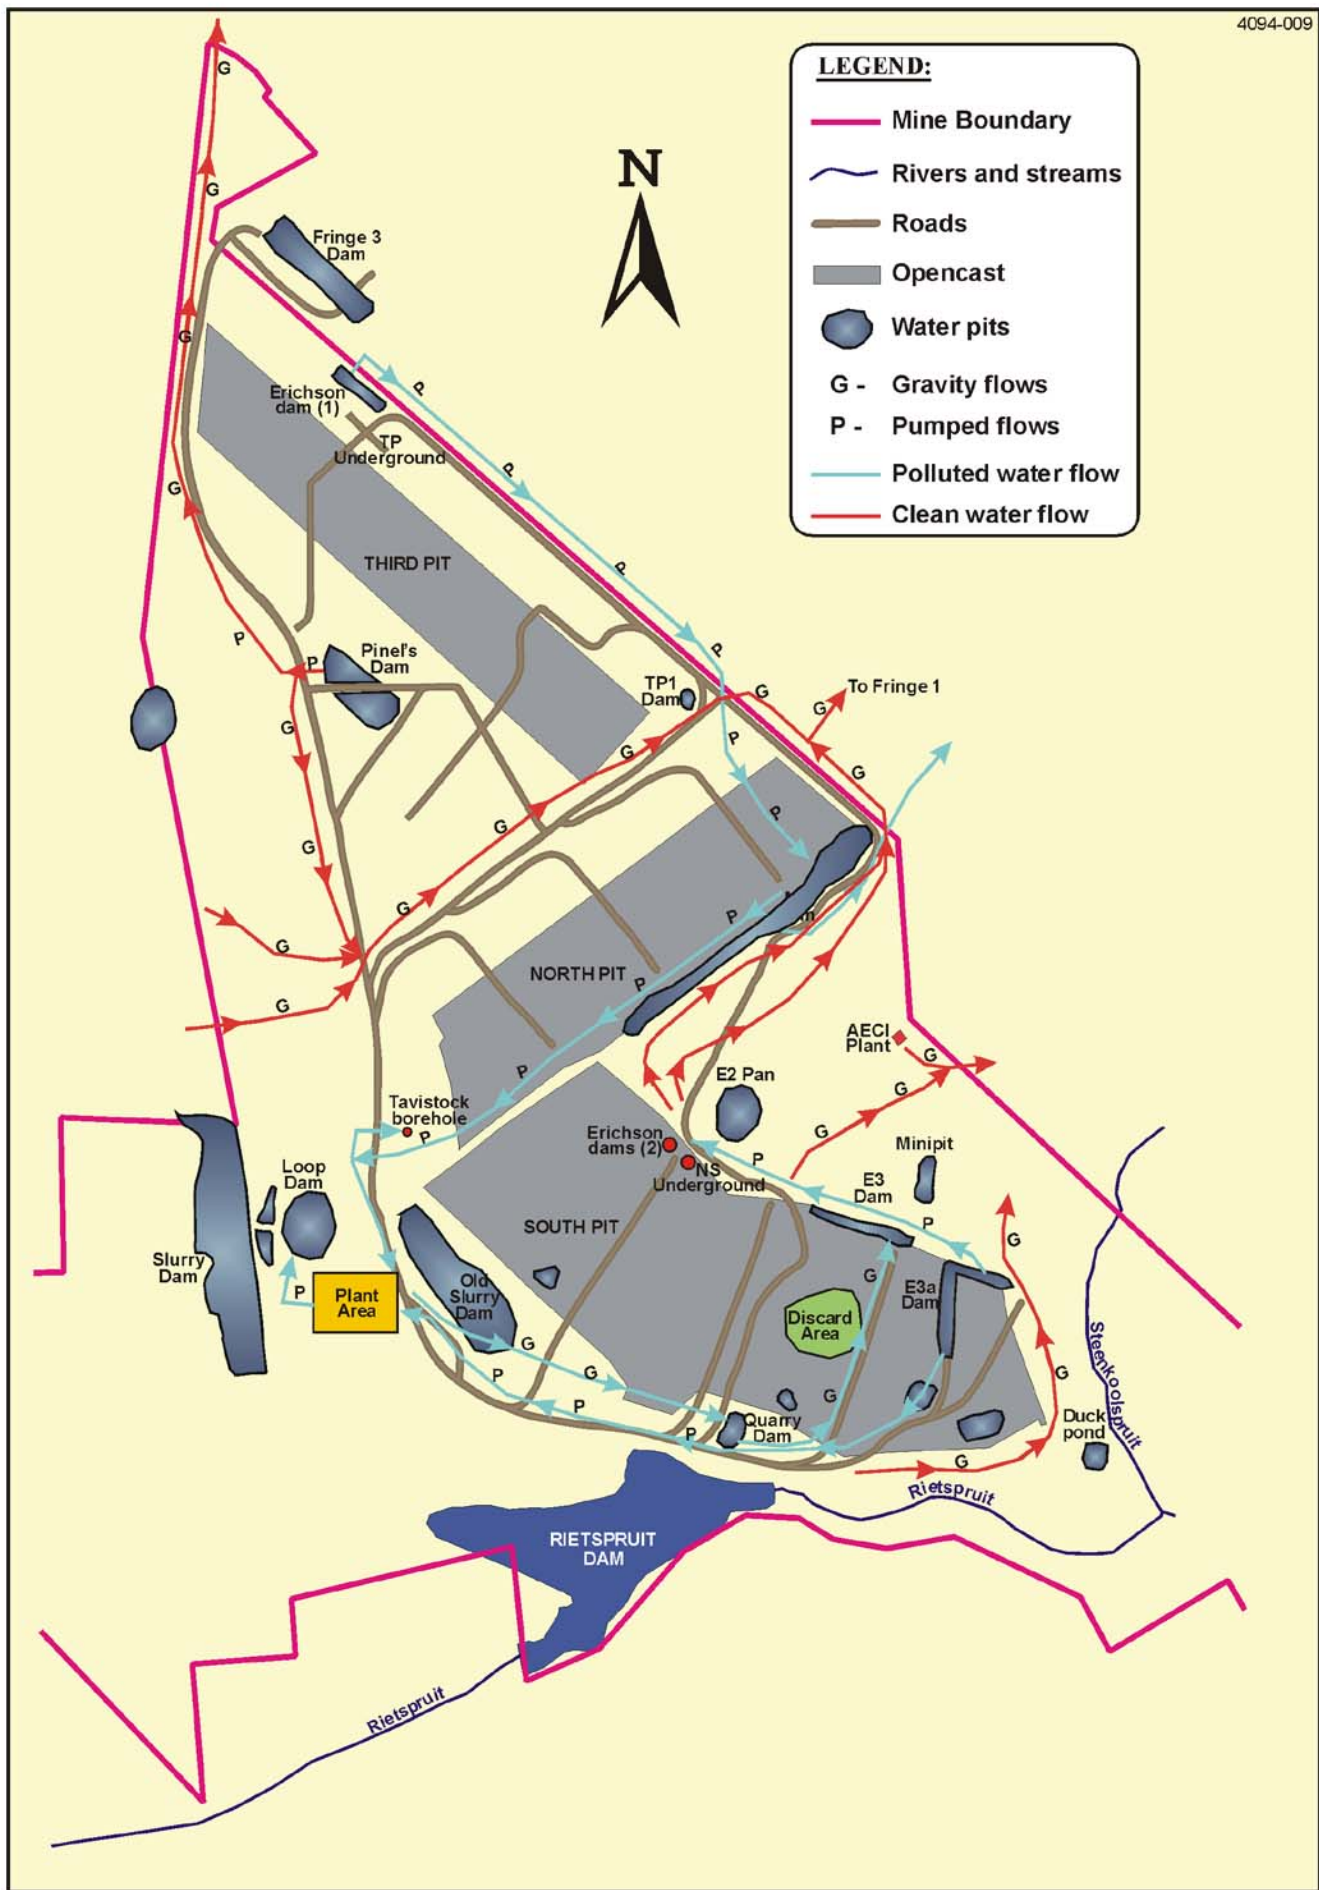 4094-009
LEGEND:
Mine Boundary
Rivers and streams
Roads
Opencast
Water pits
G - Gravity flows
P - Pumped flows
Polluted water flow
Clean water flow
N
G
G
Fringe 3
Dam
G
Erichson
dam (1)
P
TP
Underground
P
G
THIRD PIT
P
P
P
Pinel's
Dam
P
TP1
Dam
G
To Fringe 1
G
G
P
G
G
P
G
G
G
P
G
NORTH PIT
P
G
AECI
Plant
G
P
E2 Pan
G
Tavistock
borehole
P
Erichson
dams (2)
G
Minipit
P
NS
Underground
Loop
Dam
E3
Dam
SOUTH PIT
P
G
Slurry
Dam
P
Plant
Area
Old
Slurry
Dam
G
E3a
Dam
Discard
Area
Steenkoolspruit
G
G
P
G
G
P
P
Quarry
Dam
Duck
pond
G
Rietspruit
RIETSPRUIT
DAM
Rietspruit